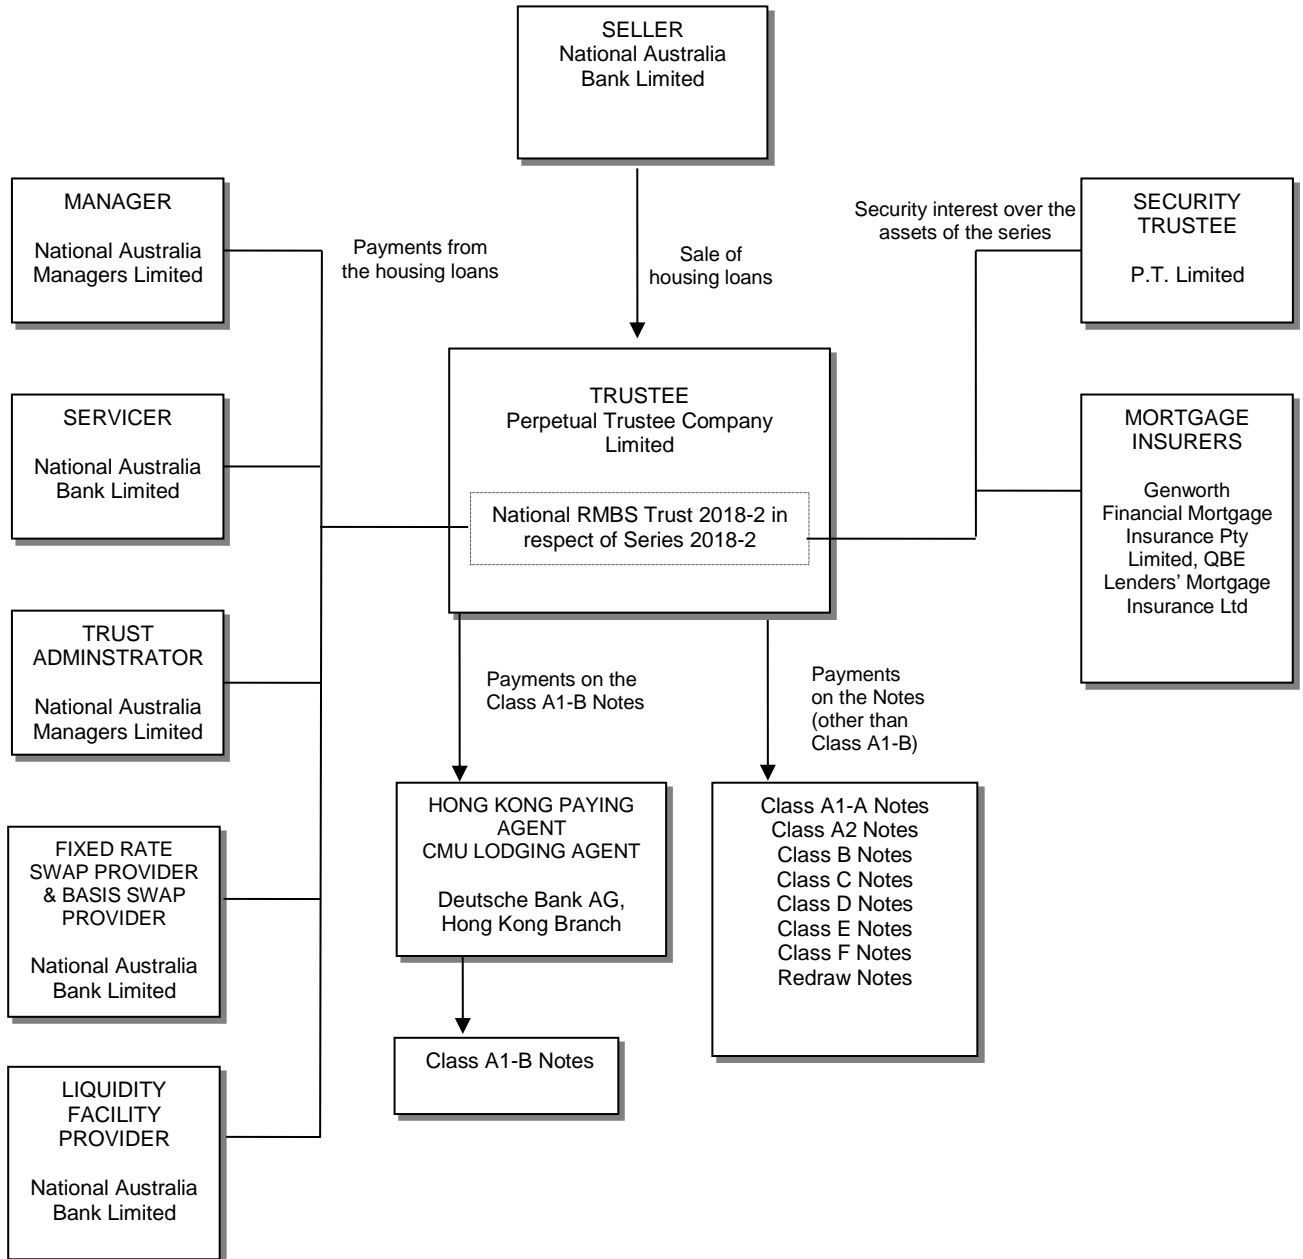 SELLER
National Australia
Bank Limited
MANAGER
National Australia
Managers Limited
Payments from
the housing loans
Sale of
housing loans
Security interest over the
assets of the series
SECURITY
TRUSTEE
P.T. Limited
SERVICER
National Australia
Bank Limited
TRUSTEE
Perpetual Trustee Company
Limited
National RMBS Trust 2018-2 in
respect of Series 2018-2
MORTGAGE
INSURERS
Genworth
Financial Mortgage
Insurance Pty
Limited, QBE
Lenders’ Mortgage
Insurance Ltd
TRUST
ADMINSTRATOR
National Australia
Managers Limited
Payments on the
Class A1-B Notes
Payments
on the Notes
(other than
Class A1-B)
FIXED RATE
SWAP PROVIDER
& BASIS SWAP
PROVIDER
National Australia
Bank Limited
HONG KONG PAYING
AGENT
CMU LODGING AGENT
Deutsche Bank AG,
Hong Kong Branch
Class A1-A Notes
Class A2 Notes
Class B Notes
Class C Notes
Class D Notes
Class E Notes
Class F Notes
Redraw Notes
Class A1-B Notes
LIQUIDITY
FACILITY
PROVIDER
National Australia
Bank Limited